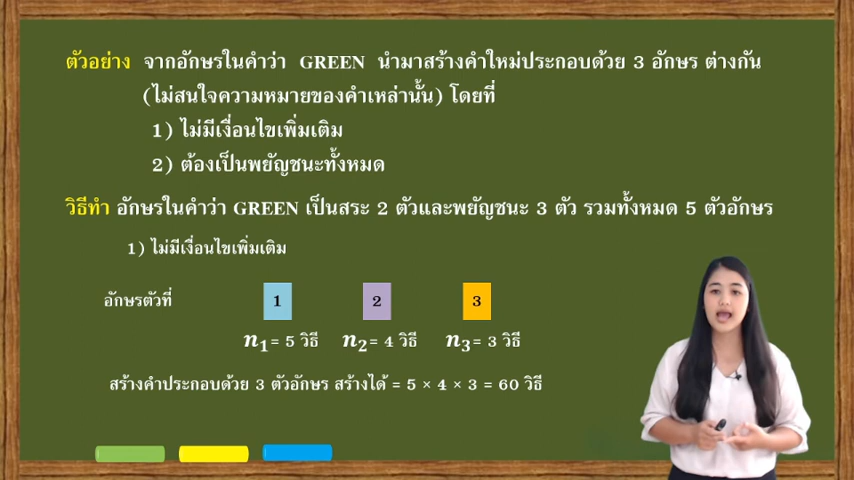 ตัวอย่าง จากอักษรในคำว่า GREEN นำมาสร้างคำใหม่ประกอบด้วย 3 อักษร ต่างกัน
(ไม่สนใจความหมายของคำเหล่านั้น) โดยที่
1) ไม่มีเงื่อนไขเพิ่มเติม
2) ต้องเป็นพยัญชนะทั้งหมด
วิธีทำ อักษรในคำว่า GREEN เป็นสระ 2 ตัวและพยัญชนะ 3 ตัว รวมทั้งหมด 5 ตัวอักษร
1) ไม่มีเงื่อนไขเพิ่มเติม
อักษรตัวที่ 1 2 3
n₁= 5 วิธี n₂= 4 วิธี n₃= 3 วิธี
สร้างคำประกอบด้วย 3 ตัวอักษร สร้างได้ = 5 × 4 × 3 = 60 วิธี